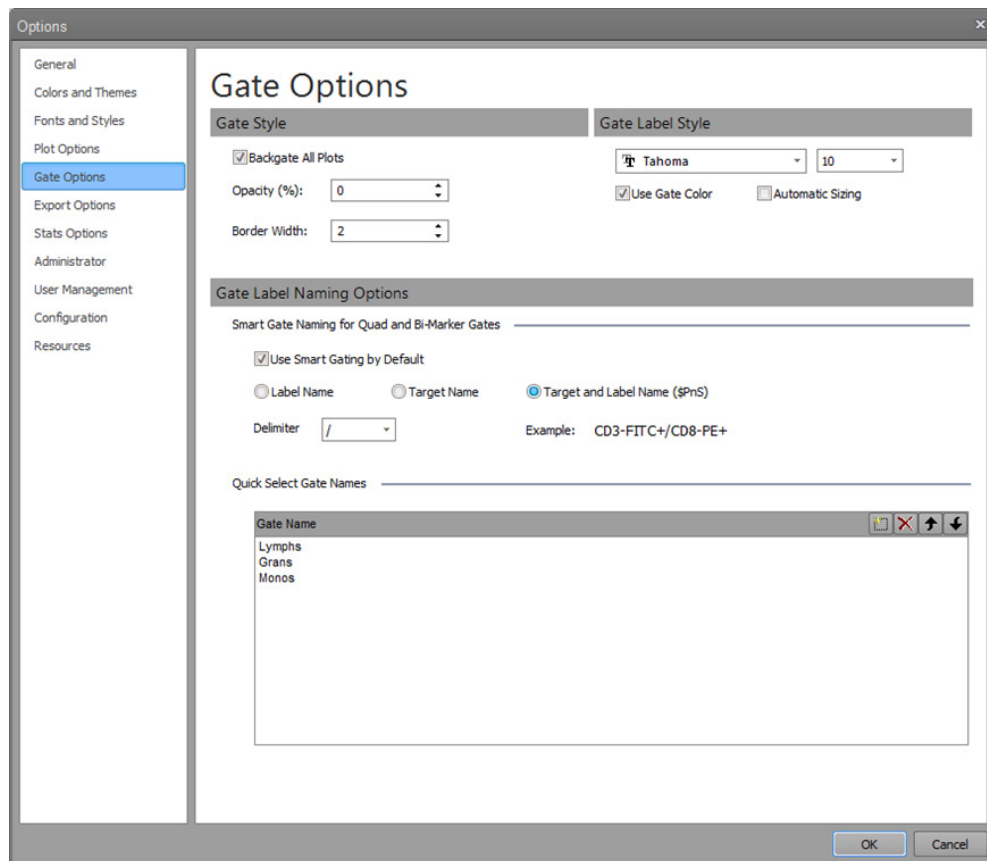 Options
General
Colors and Themes
Fonts and Styles
Plot Options
Gate Options
Export Options
Stats Options
Administrator
User Management
Configuration
Resources
Gate Options
Gate Style
Gate Label Style
Backgate All Plots
Tahoma 10
Opacity (%): 0
Use Gate Color Automatic Sizing
Border Width: 2
Gate Label Naming Options
Smart Gate Naming for Quad and Bi-Marker Gates
Use Smart Gating by Default
Label Name Target Name Target and Label Name ($PnS)
Delimiter / Example: CD3-FITC+/CD8-PE+
Quick Select Gate Names
Gate Name
Lymphs
Grans
Monos
OK Cancel